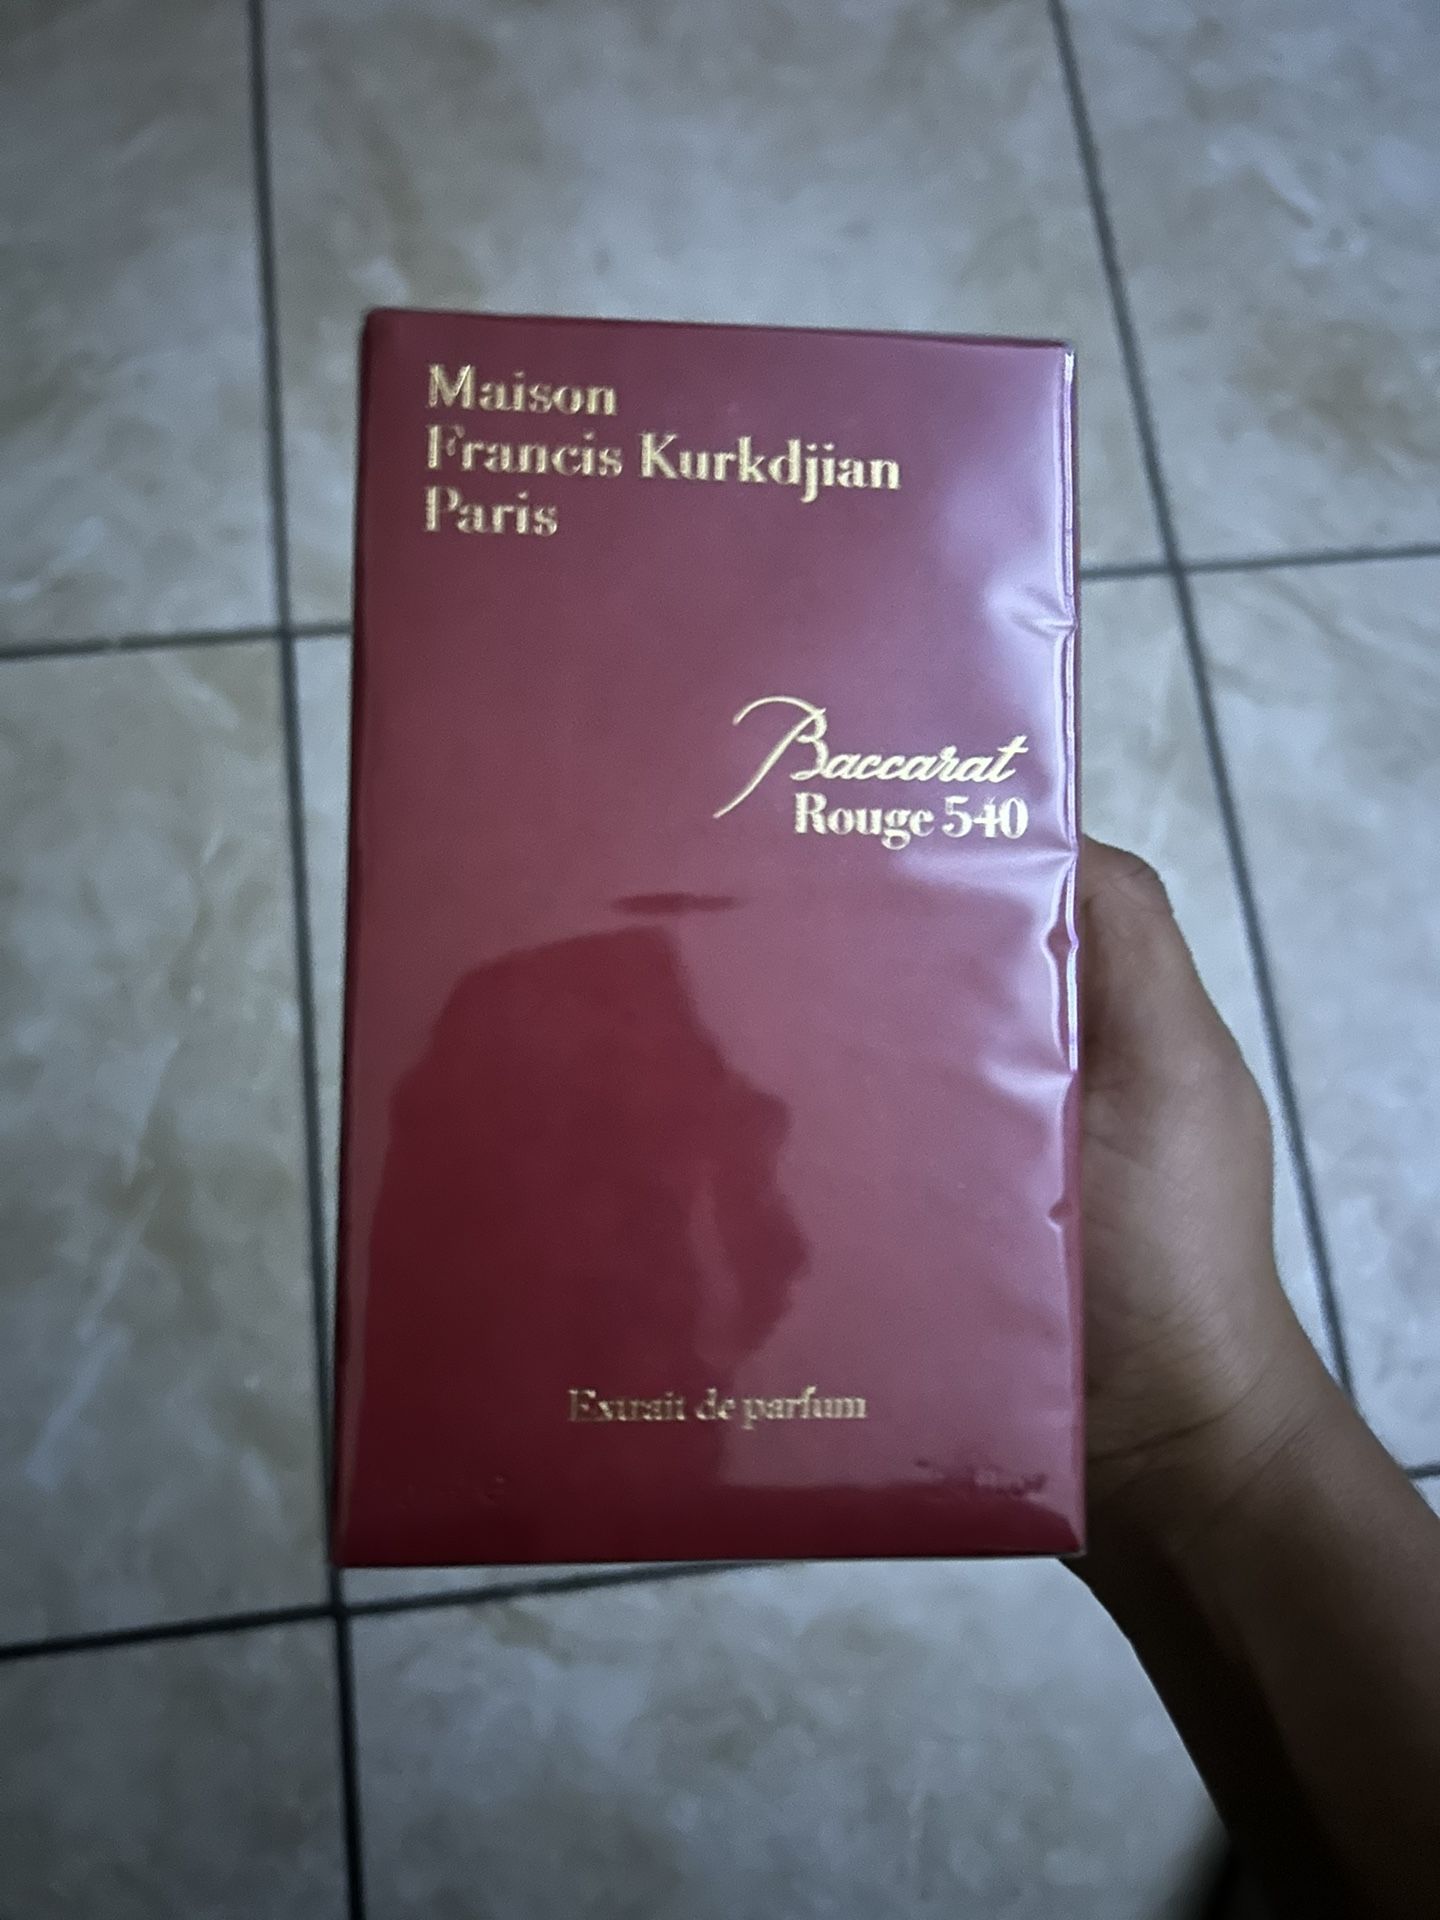 Maison
Francis Kurkdjian
Paris
Baccarat
Rouge 540
Extrait de parfum